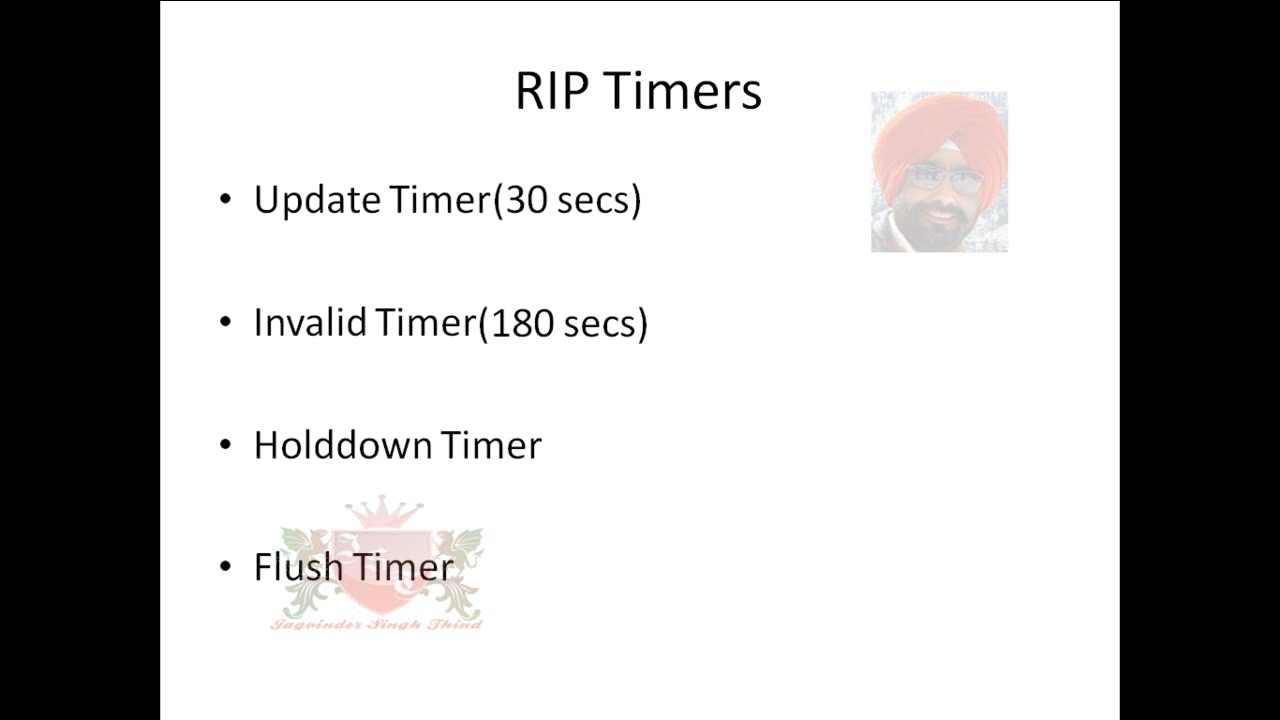 RIP Timers
• Update Timer(30 secs)
• Invalid Timer(180 secs)
• Holddown Timer
• Flush Timer
Jagvinder Singh Thind